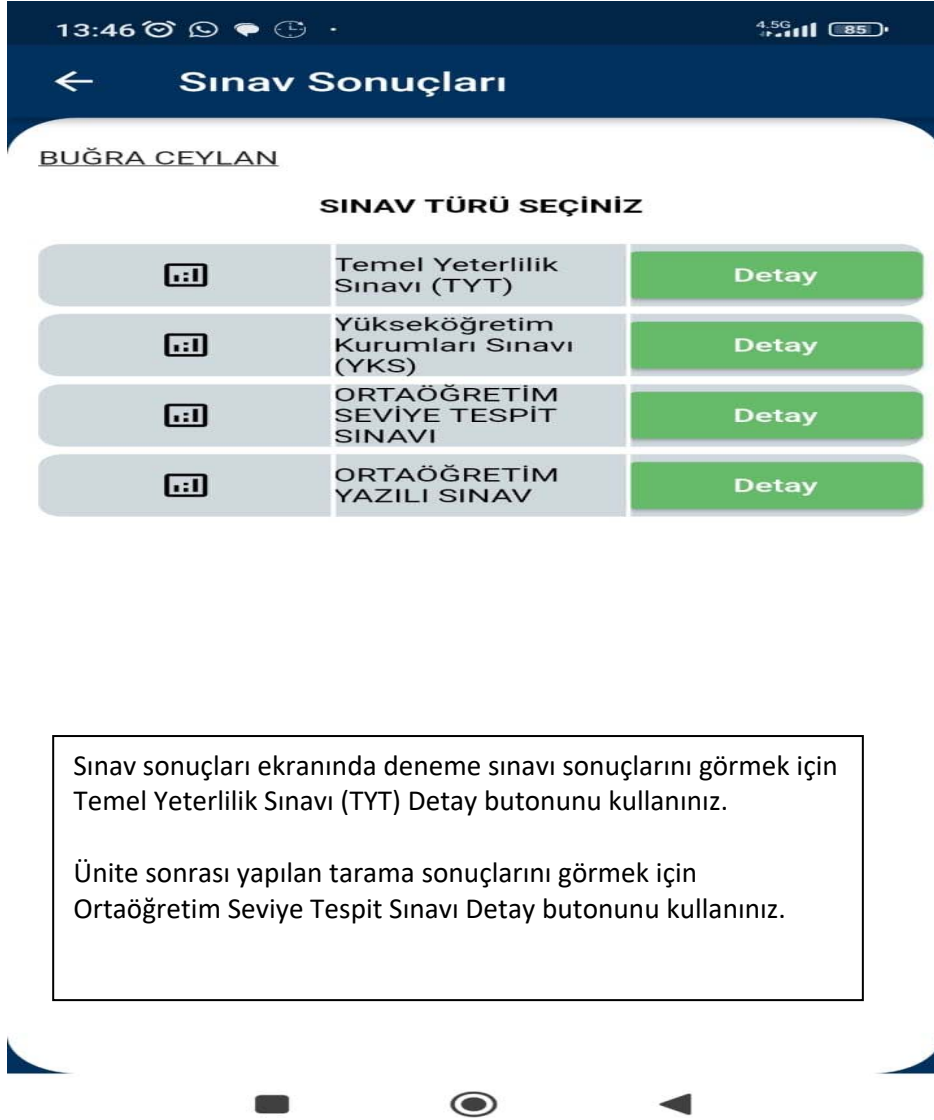 13:46
4.5G
85
Sınav Sonuçları
BUĞRA CEYLAN
SINAV TÜRÜ SEÇİNİZ
Temel Yeterlilik
Sınavı (TYT)
Detay
Yükseköğretim
Kurumları Sınavı
(YKS)
Detay
ORTAÖĞRETİM
SEVİYE TESPİT
SINAVI
Detay
ORTAÖĞRETİM
YAZILI SINAV
Detay
Sınav sonuçları ekranında deneme sınavı sonuçlarını görmek için
Temel Yeterlilik Sınavı (TYT) Detay butonunu kullanınız.
Ünite sonrası yapılan tarama sonuçlarını görmek için
Ortaöğretim Seviye Tespit Sınavı Detay butonunu kullanınız.